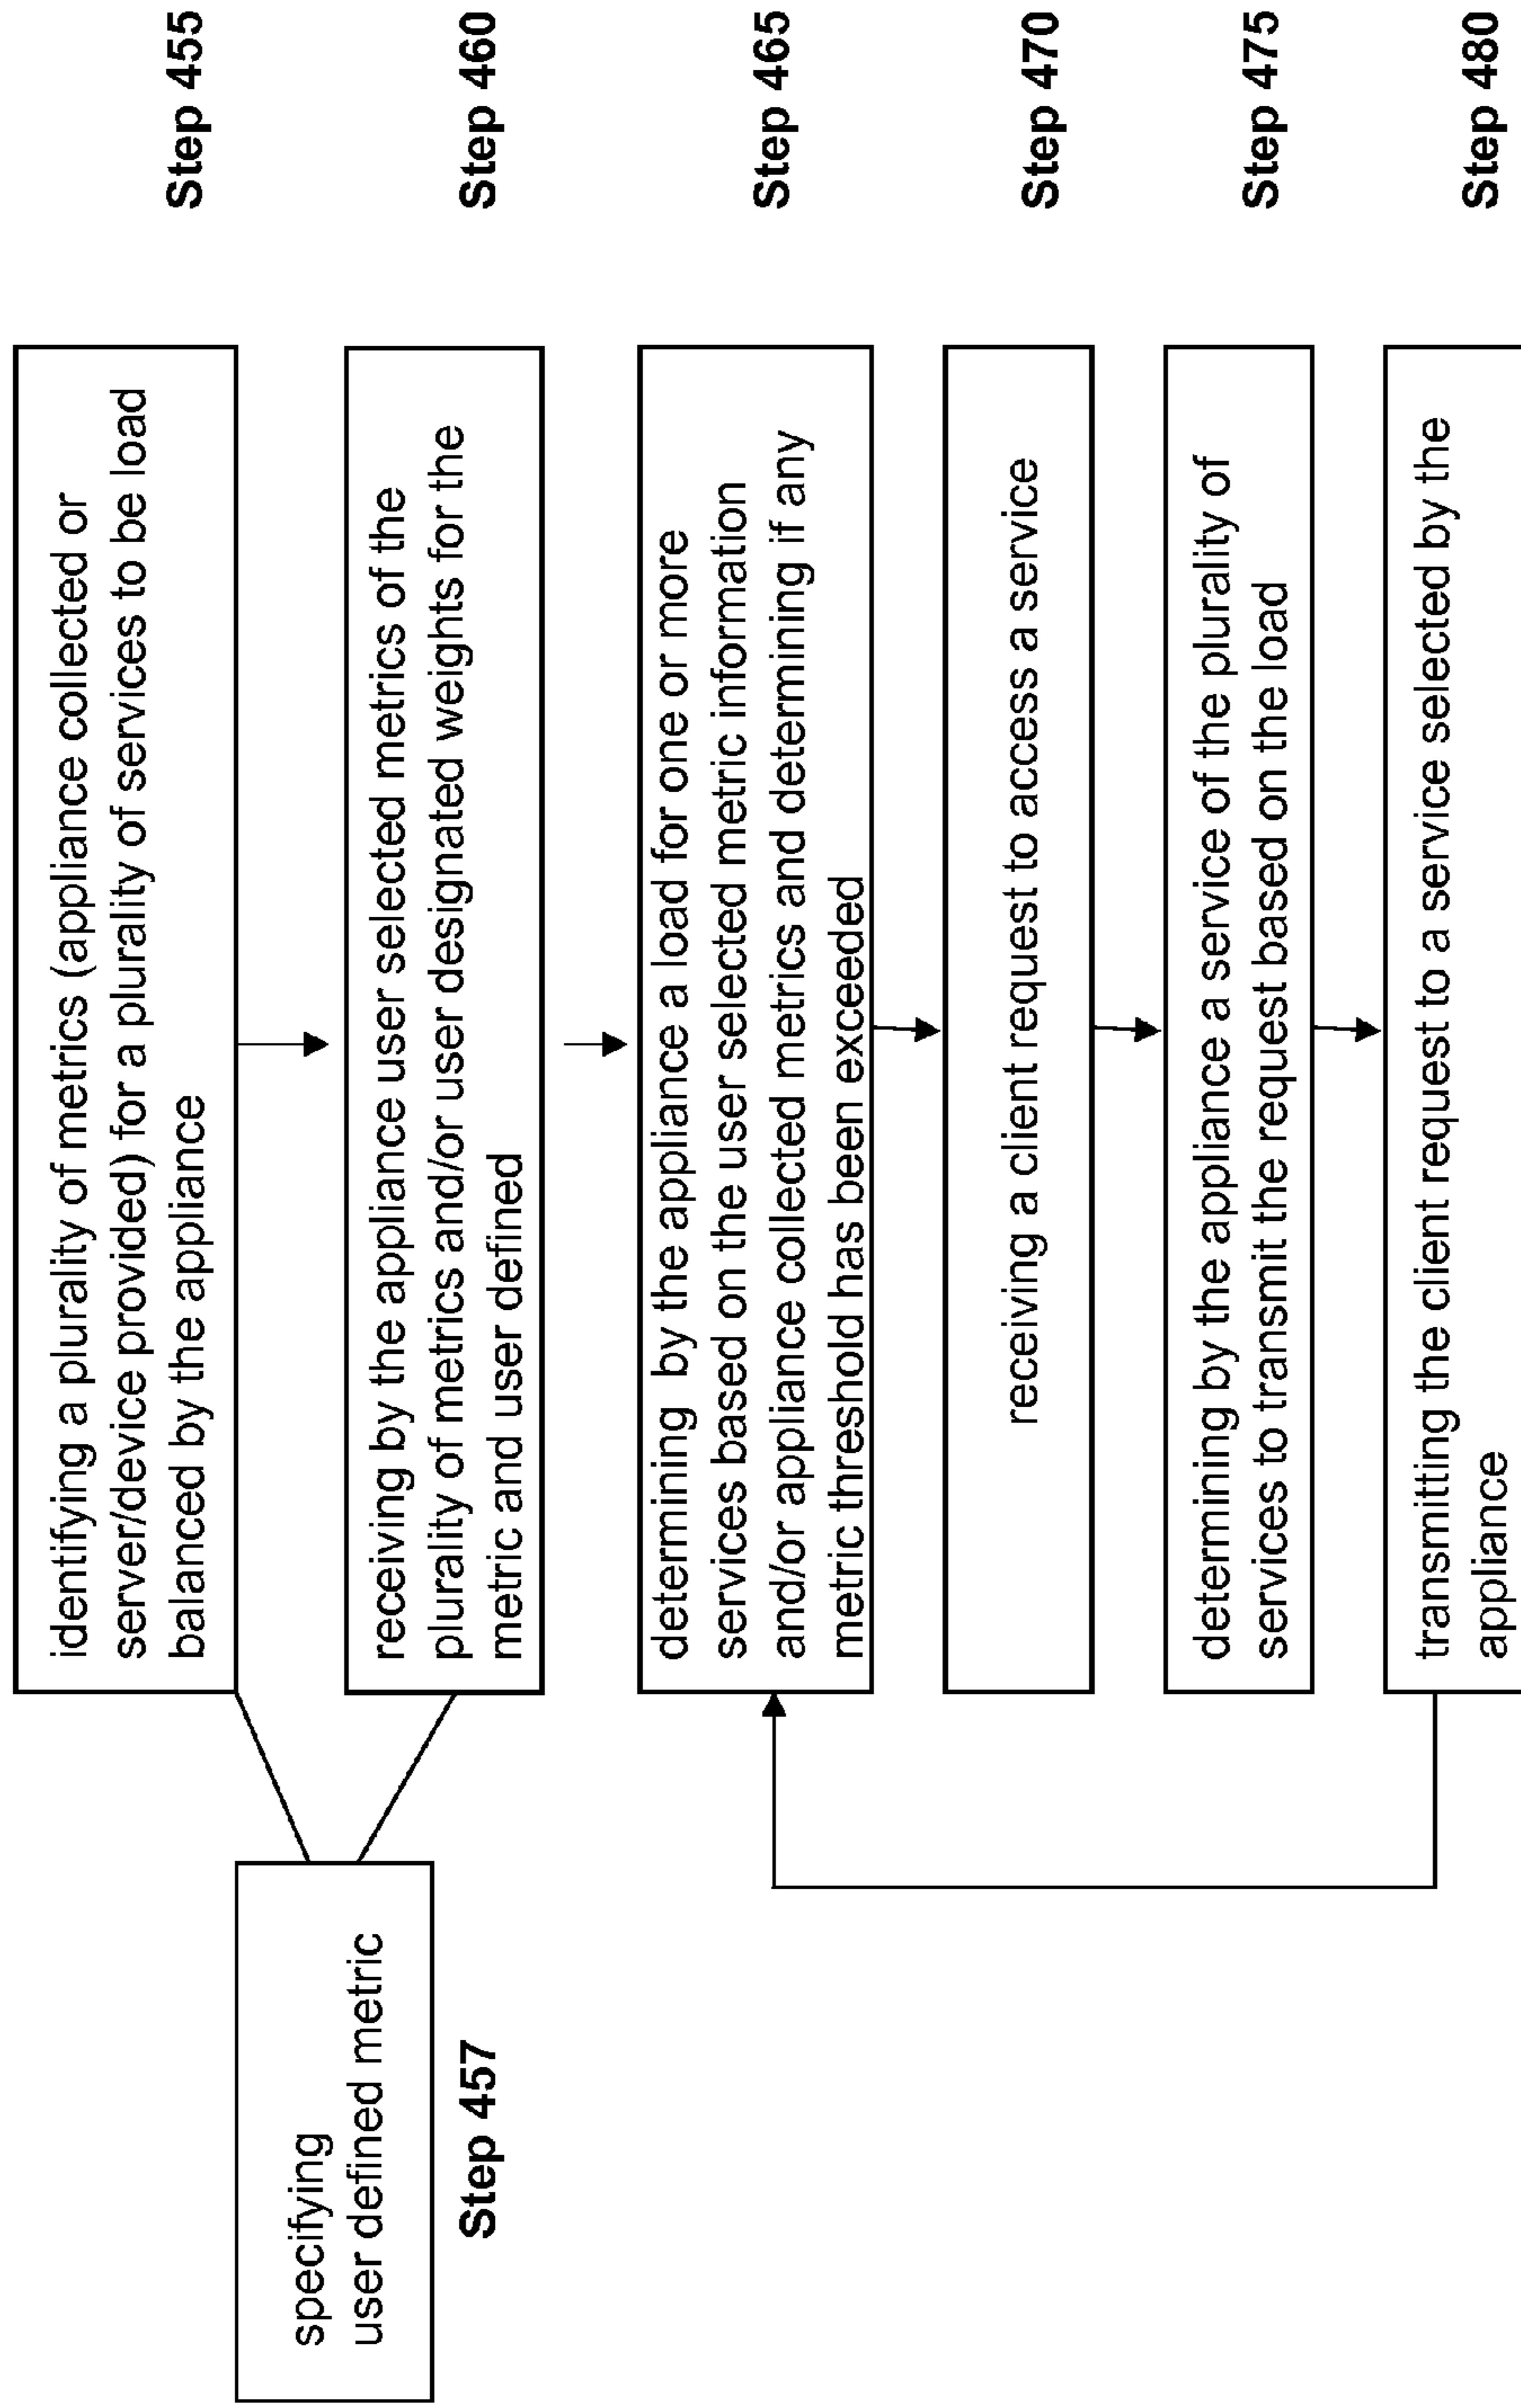 identifying a plurality of metrics (appliance collected or
server/device provided) for a plurality of services to be load
balanced by the appliance
Step 455
specifying
user defined metric
Step 457
receiving by the appliance user selected metrics of the
plurality of metrics and/or user designated weights for the
metric and user defined
Step 460
determining by the appliance a load for one or more
services based on the user selected metric information
and/or appliance collected metrics and determining if any
metric threshold has been exceeded
Step 465
receiving a client request to access a service
Step 470
determining by the appliance a service of the plurality of
services to transmit the request based on the load
Step 475
transmitting the client request to a service selected by the
appliance
Step 480